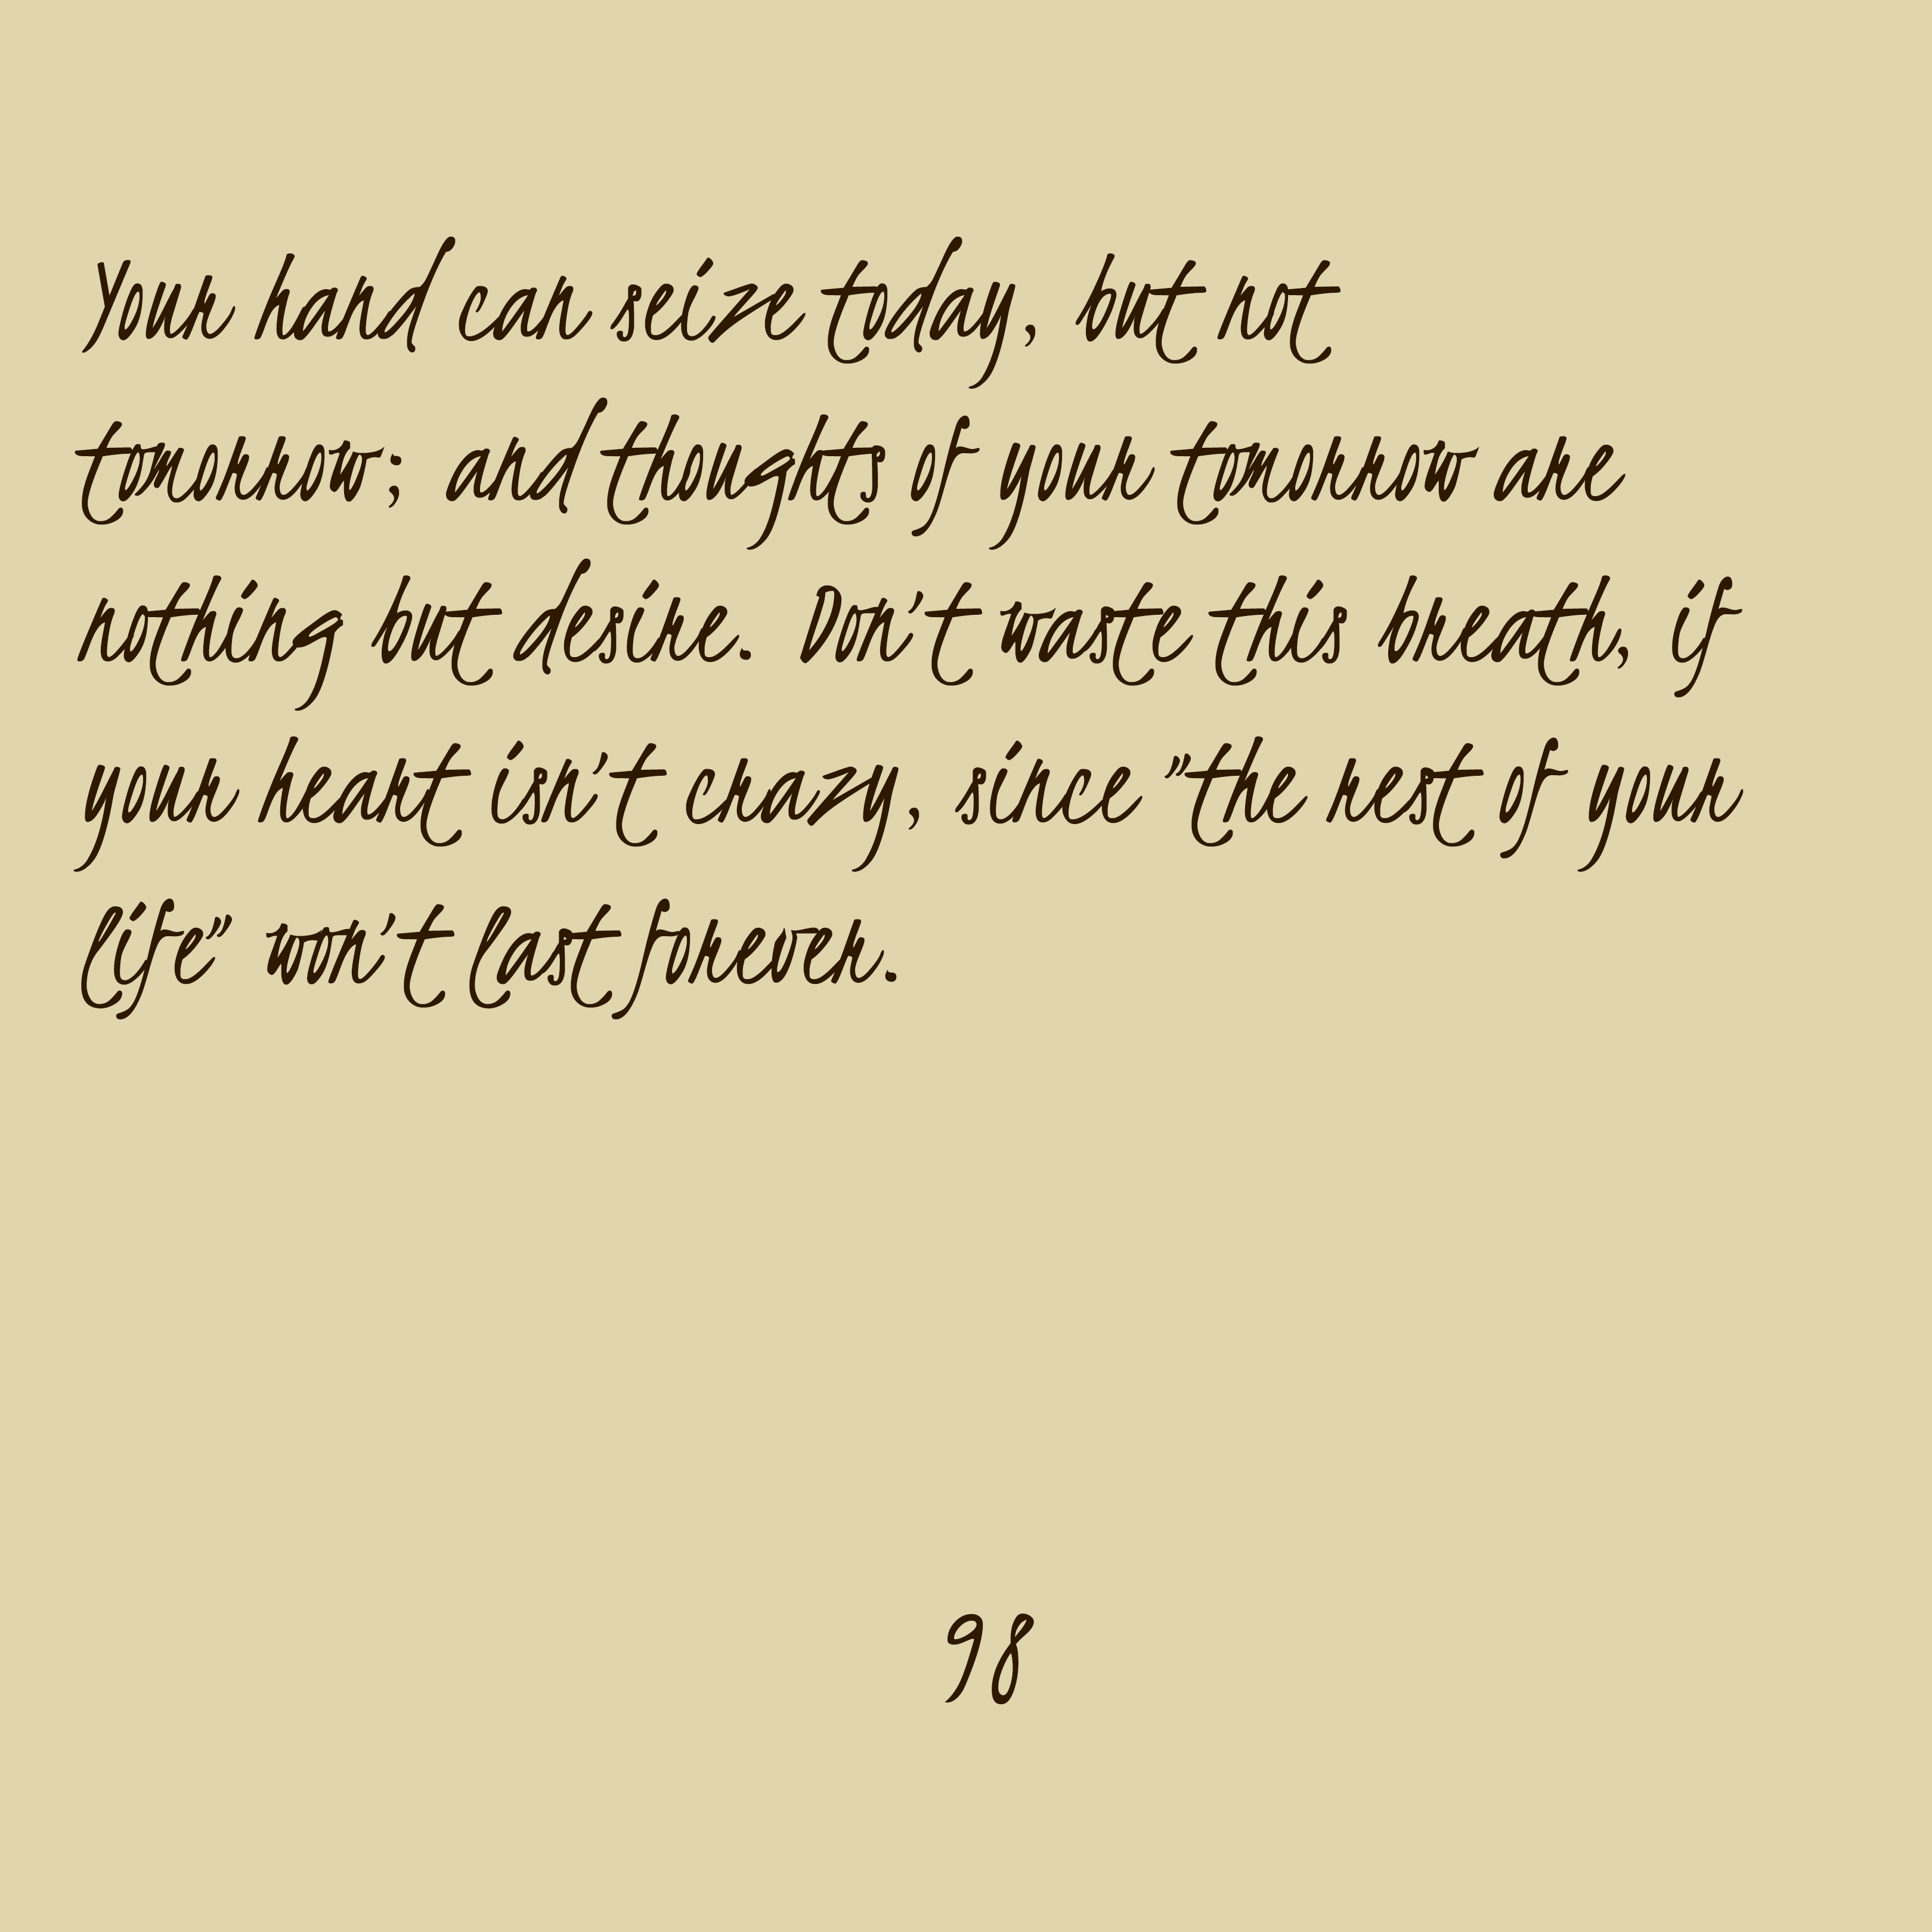 Your hand can seize today, but not
tomorrow; and thoughts of your tomorrow are
nothing but desire. Don't waste this breath, if
your heart isn't crazy, since "the rest of your
life" won't last forever.
98